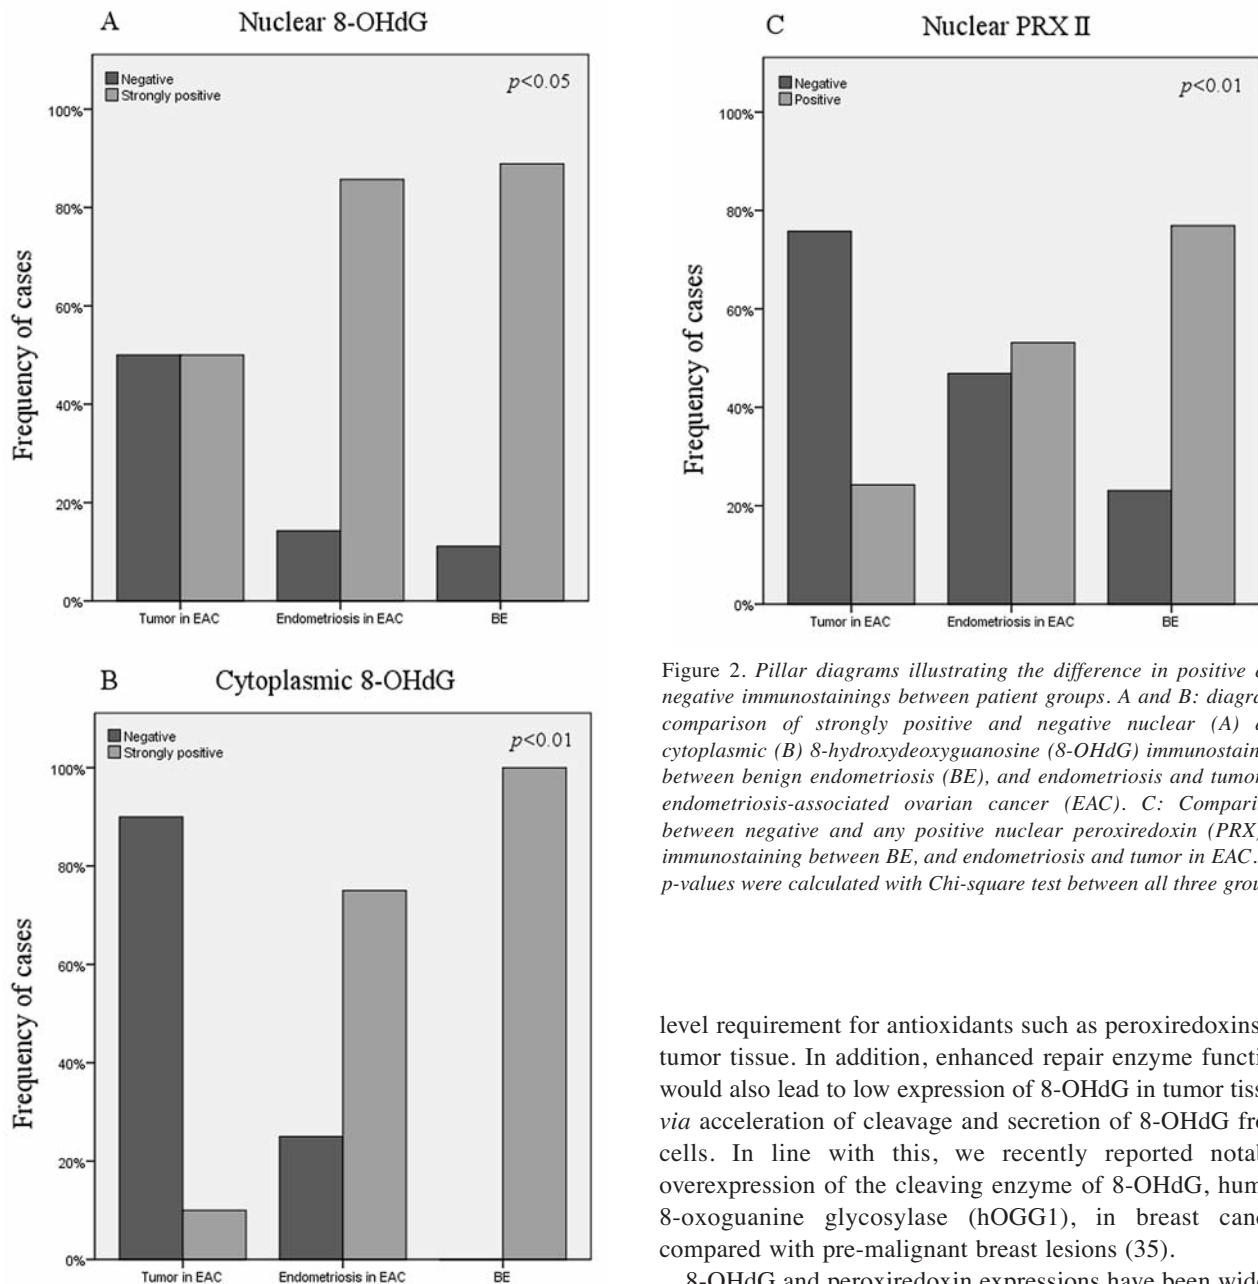 A
Nuclear 8-OHdG
Negative
Strongly positive
p<0.05
100%
80%
60%
40%
20%
0%
Frequency of cases
Tumor in EAC
Endometriosis in EAC
BE
B
Cytoplasmic 8-OHdG
Negative
Strongly positive
p<0.01
100%
80%
60%
40%
20%
0%
Frequency of cases
Tumor in EAC
Endometriosis in EAC
BE
C
Nuclear PRX II
Negative
Positive
p<0.01
100%
80%
60%
40%
20%
0%
Frequency of cases
Tumor in EAC
Endometriosis in EAC
BE
Figure 2. Pillar diagrams illustrating the difference in positive
negative immunostainings between patient groups. A and B:
comparison of strongly positive and negative nuclear (A)
cytoplasmic (B) 8-hydroxydeoxyguanosine (8-OHdG)
between benign endometriosis (BE), and endometriosis and tumor
endometriosis-associated ovarian cancer (EAC). C:
between negative and any positive nuclear peroxiredoxin (PRX)
immunostaining between BE, and endometriosis and tumor in EAC.
p-values were calculated with Chi-square test between all three
level requirement for antioxidants such as peroxiredoxins
tumor tissue. In addition, enhanced repair enzyme
would also lead to low expression of 8-OHdG in tumor
via acceleration of cleavage and secretion of 8-OHdG
cells. In line with this, we recently reported
overexpression of the cleaving enzyme of 8-OHdG,
8-oxoguanine glycosylase (hOGG1), in breast
compared with pre-malignant breast lesions (35).
8-OHdG and peroxiredoxin expressions have been